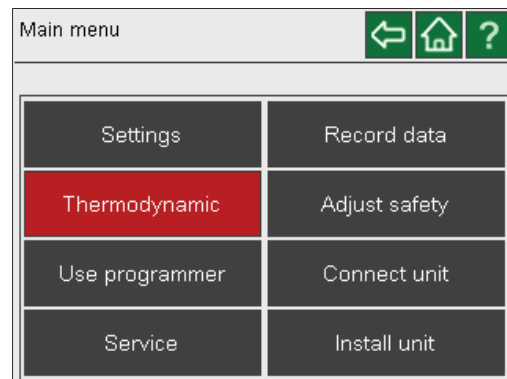 Main menu ?
Settings Record data
Thermodynamic Adjust safety
Use programmer Connect unit
Service Install unit